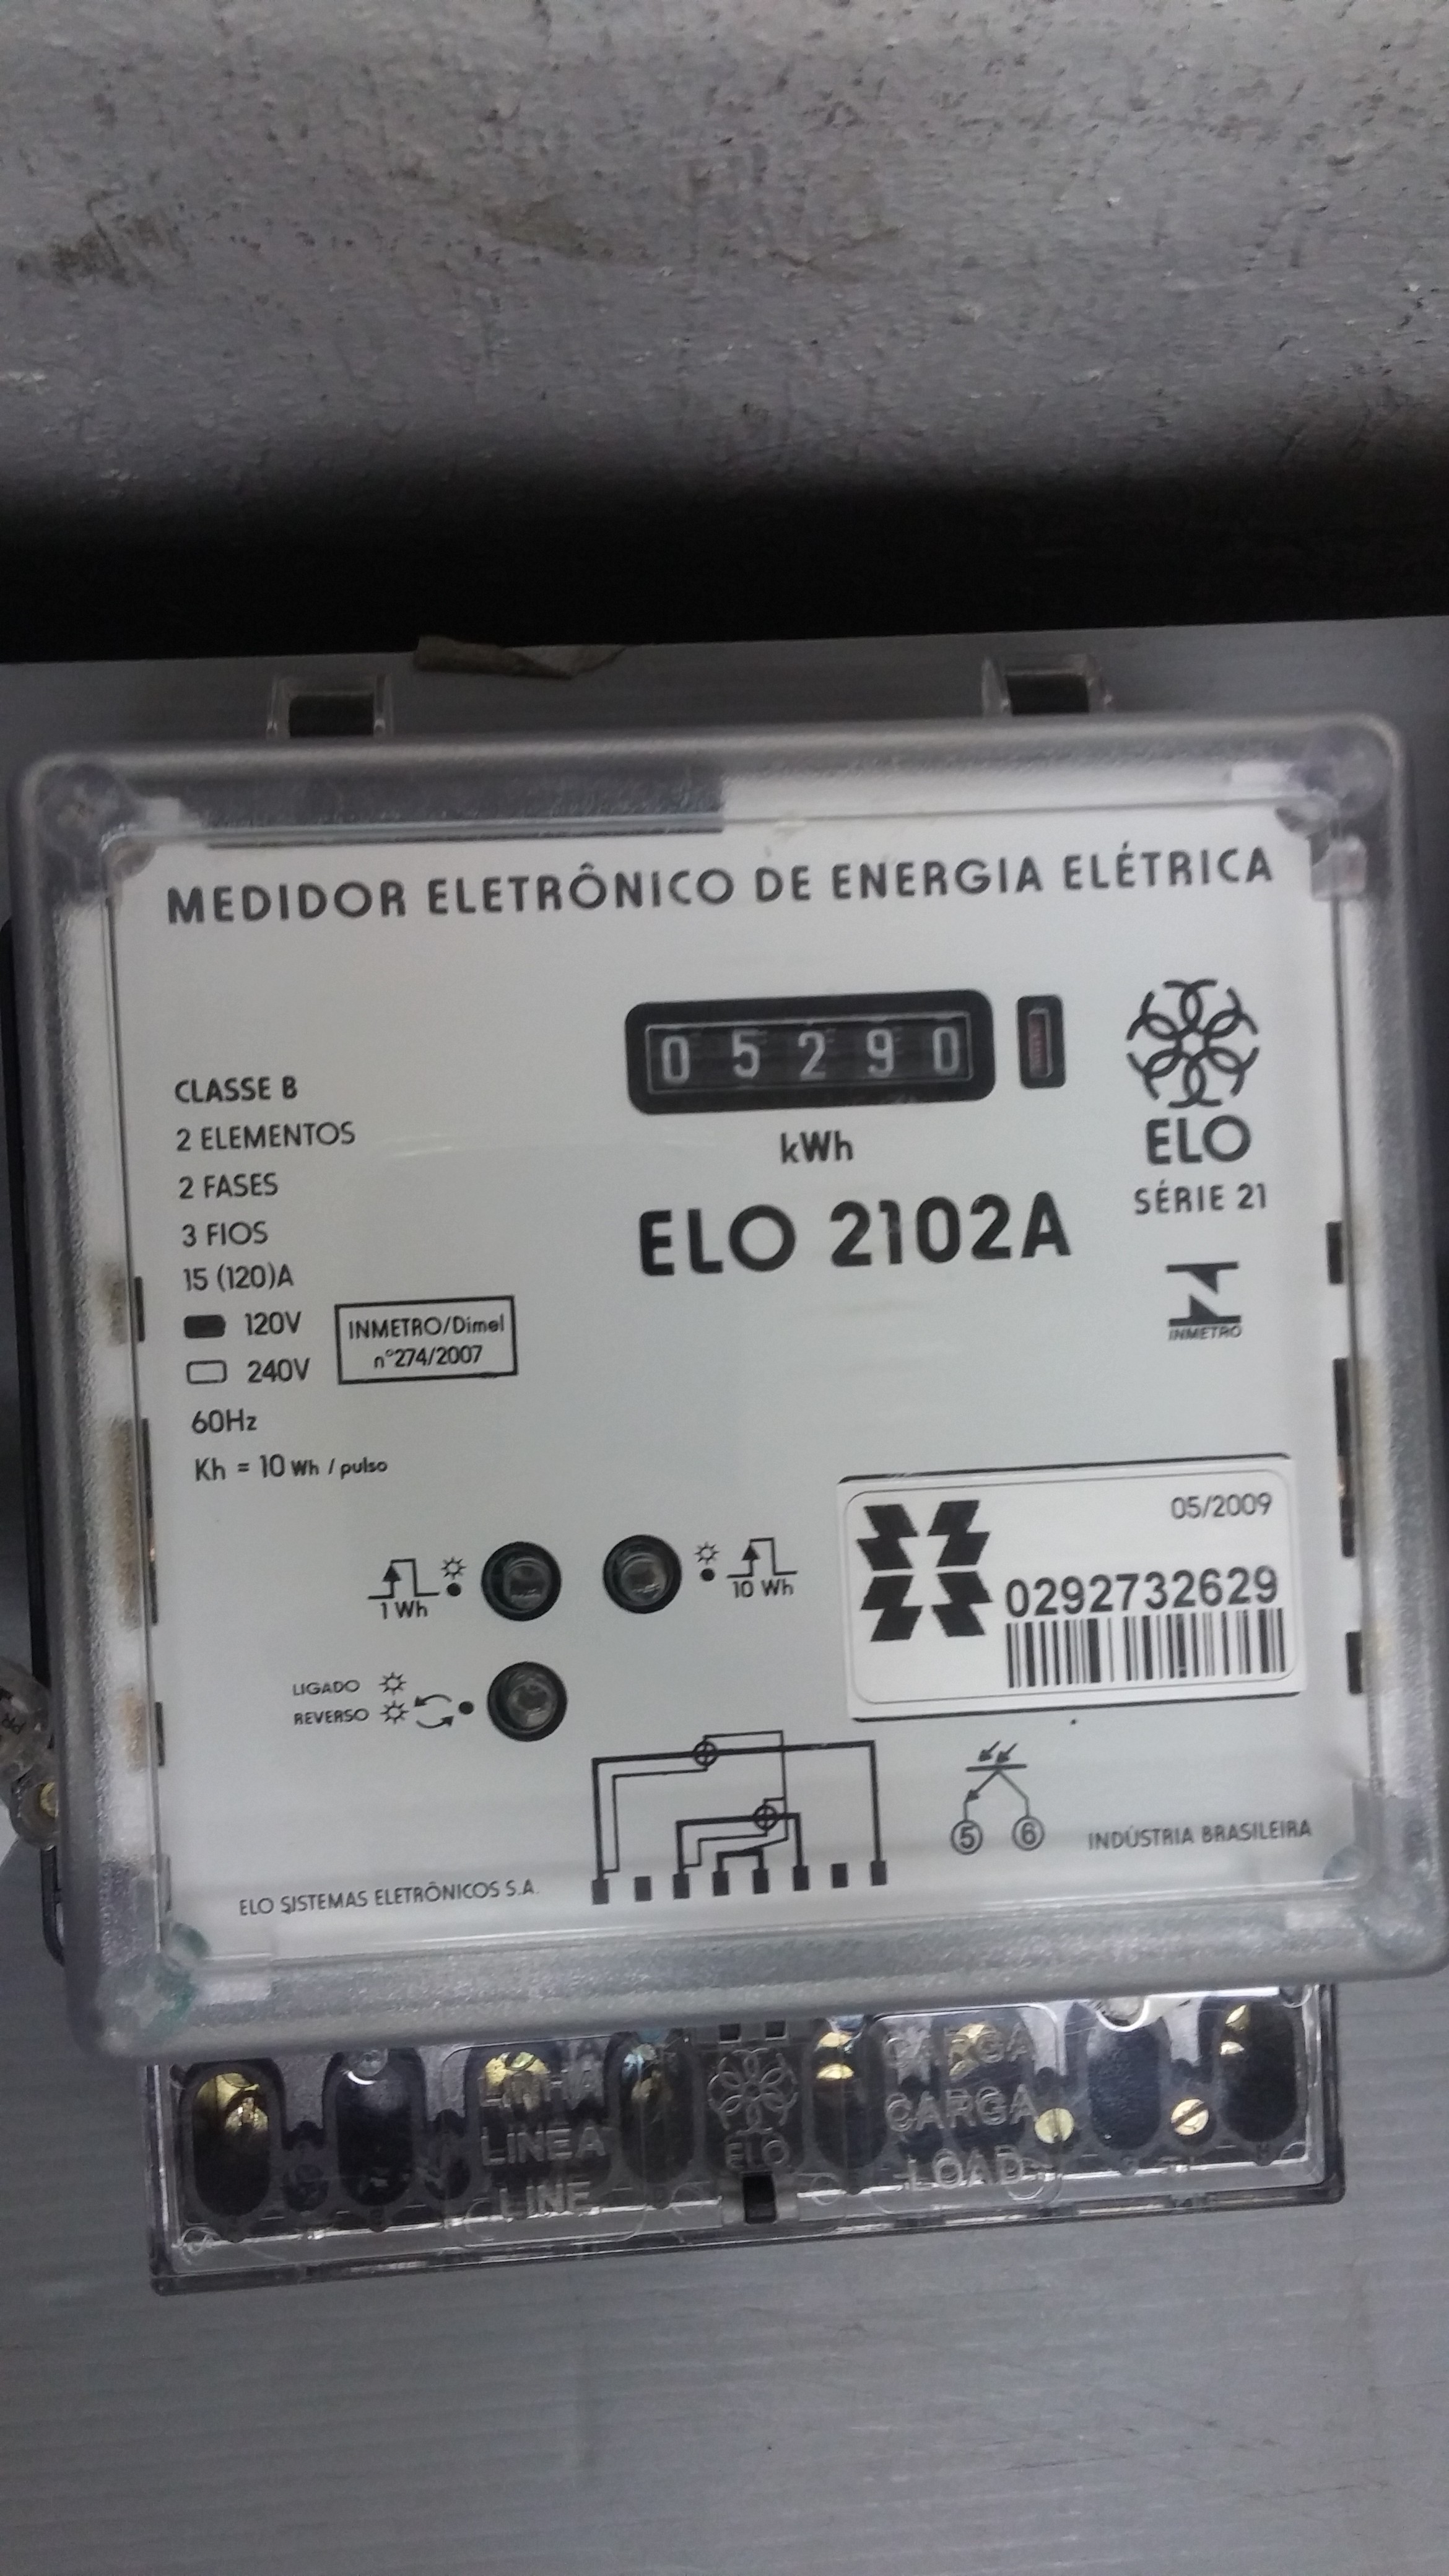 MEDIDOR ELETRÔNICO DE ENERGIA ELÉTRICA
0 5 2 9 0
kWh
ELO 2102A
ELO
SÉRIE 21
INMETRO
CLASSE B
2 ELEMENTOS
2 FASES
3 FIOS
15 (120)A
120V
240V
INMETRO/Dimel
nº274/2007
60Hz
Kh = 10 Wh / pulso
1 Wh
10 Wh
05/2009
0292732629
LIGADO
REVERSO
5 6
INDÚSTRIA BRASILEIRA
ELO SISTEMAS ELETRÔNICOS S.A.
LINHA
LINEA
LINE
ELO
CARGA
CARGA
LOAD